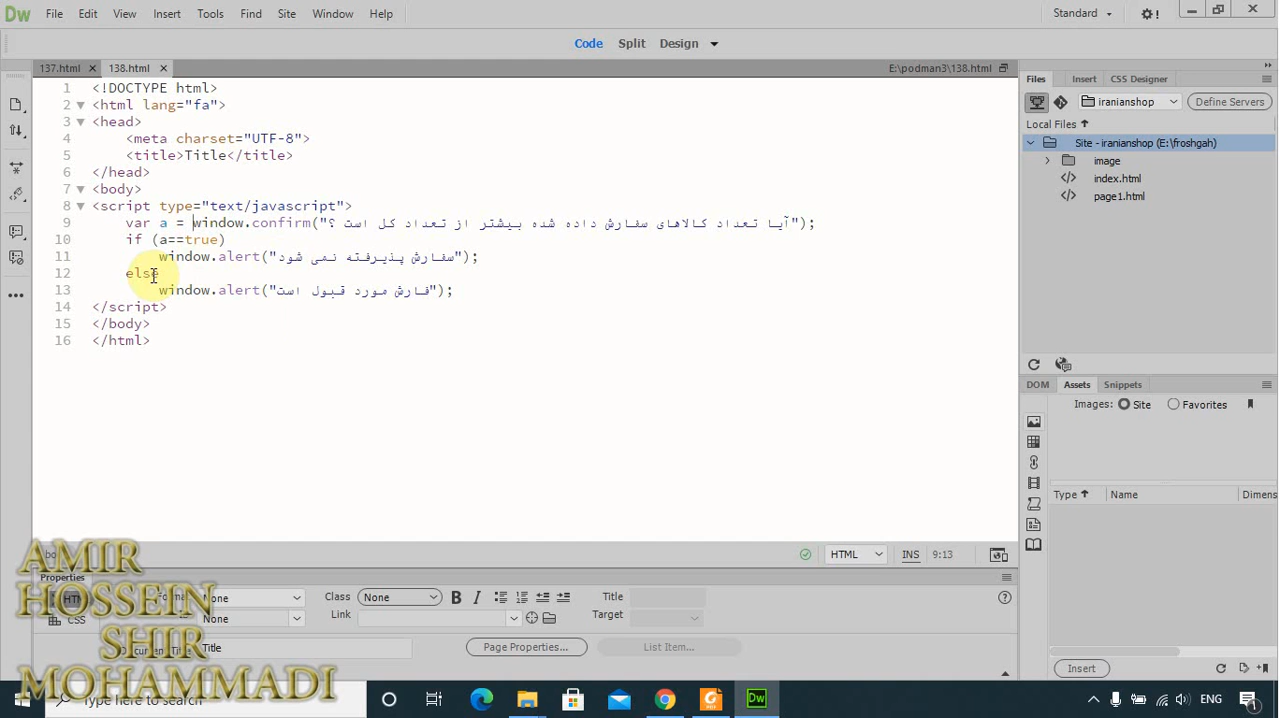 Dw File Edit View Insert Tools Find Site Window Help Standard
Code Split Design
137.html 138.html E:\podman3\138.html
1 <!DOCTYPE html>
2 <html lang="fa">
3 <head>
4 <meta charset="UTF-8">
5 <title>Title</title>
6 </head>
7 <body>
8 <script type="text/javascript">
9 var a = window.confirm("آیا تعداد کالاهای سفارش داده شده بیشتر از تعداد کل است ؟");
10 if (a==true)
11 window.alert("سفارش پذیرفته نمی شود");
12 else
13 window.alert("فارش مورد قبول است");
14 </script>
15 </body>
16 </html>
Files Insert CSS Designer
iranianshop Define Servers
Local Files
Site - iranianshop (E:\froshgah)
image
index.html
page1.html
DOM Assets Snippets
Images: Site Favorites
Type Name Dimens
Insert
HTML INS 9:13
Properties
None Class None B I Title
CSS None Link Target
Title Page Properties... List Item...
AMIR
HOSSEIN
SHIR
MOHAMMADI
Type here to search Dw ENG 1